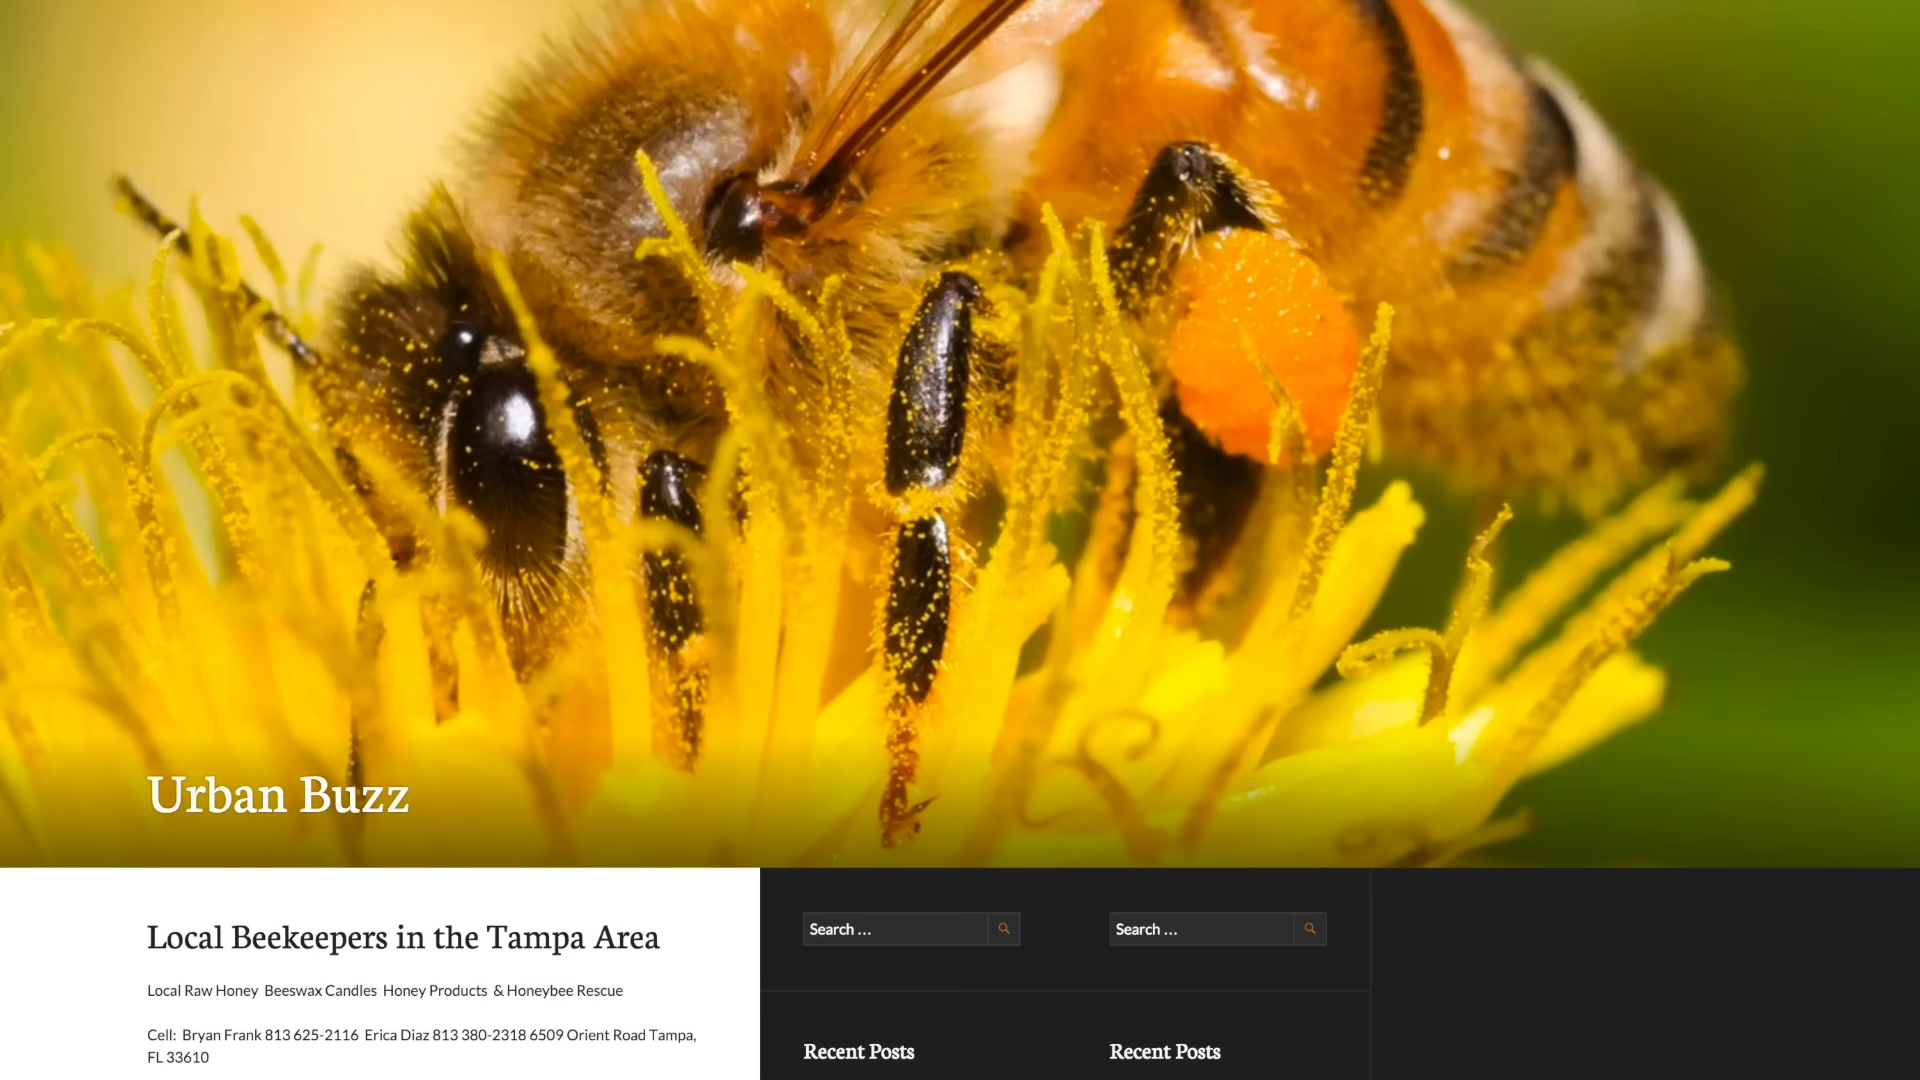 Urban Buzz
Local Beekeepers in the Tampa Area
Local Raw Honey  Beeswax Candles  Honey Products  & Honeybee Rescue
Cell:  Bryan Frank 813 625-2116  Erica Diaz 813 380-2318 6509 Orient Road Tampa,
FL 33610
Search …
Search …
Recent Posts
Recent Posts